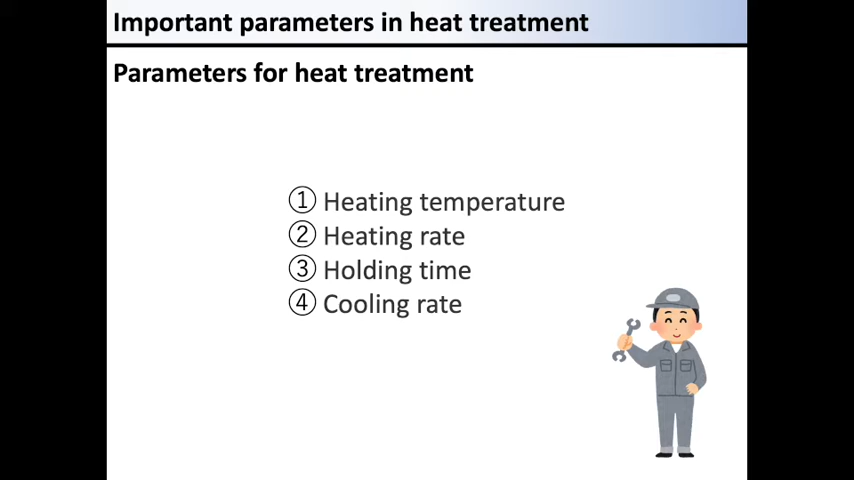 Important parameters in heat treatment
Parameters for heat treatment
① Heating temperature
② Heating rate
③ Holding time
④ Cooling rate